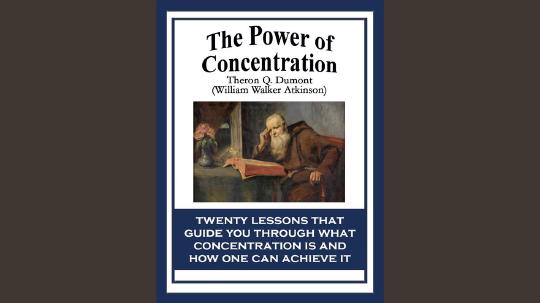 The Power of
Concentration
Theron Q. Dumont
(William Walker Atkinson)
TWENTY LESSONS THAT
GUIDE YOU THROUGH WHAT
CONCENTRATION IS AND
HOW ONE CAN ACHIEVE IT